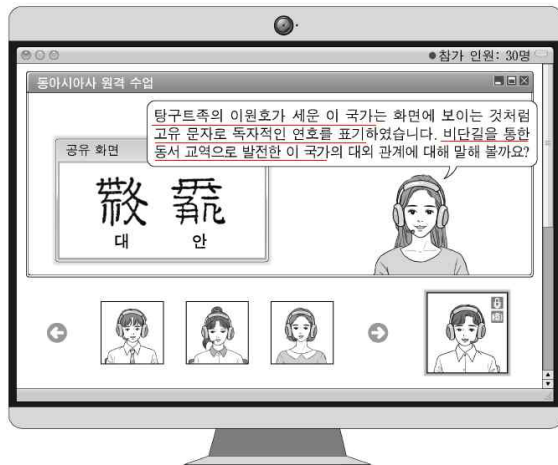 ●참가 인원: 30명
동아시아사 원격 수업
탕구트족의 이원호가 세운 이 국가는 화면에 보이는 것처럼
고유 문자로 독자적인 연호를 표기하였습니다. 비단길을 통한
동서 교역으로 발전한 이 국가의 대외 관계에 대해 말해 볼까요?
공유 화면
대 안